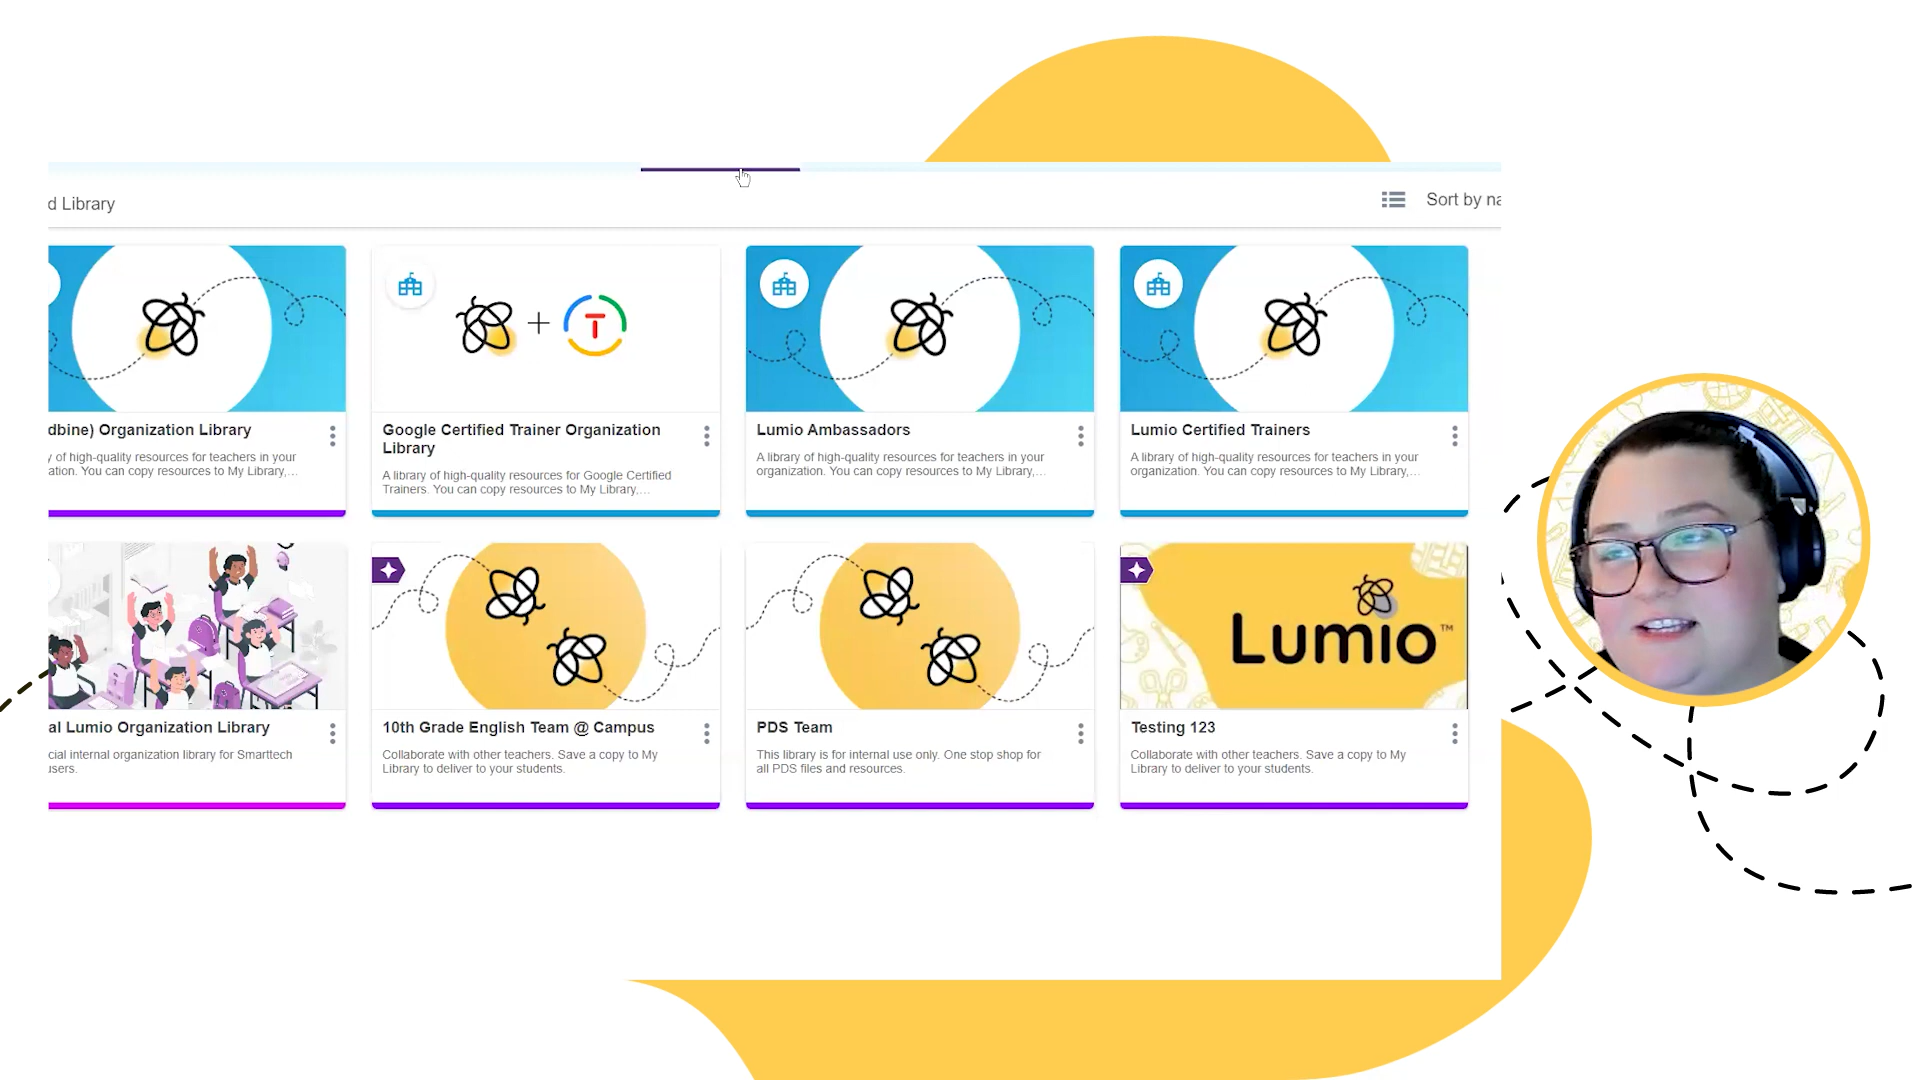 d Library
Sort by na
dbine) Organization Library
y of high-quality resources for teachers in your
ation. You can copy resources to My Library,...
T
Google Certified Trainer Organization
Library
A library of high-quality resources for Google Certified
Trainers. You can copy resources to My Library,...
Lumio Ambassadors
A library of high-quality resources for teachers in your
organization. You can copy resources to My Library,...
Lumio Certified Trainers
A library of high-quality resources for teachers in your
organization. You can copy resources to My Library,...
al Lumio Organization Library
cial internal organization library for Smarttech
users.
10th Grade English Team @ Campus
Collaborate with other teachers. Save a copy to My
Library to deliver to your students.
PDS Team
This library is for internal use only. One stop shop for
all PDS files and resources.
Lumio™
Testing 123
Collaborate with other teachers. Save a copy to My
Library to deliver to your students.